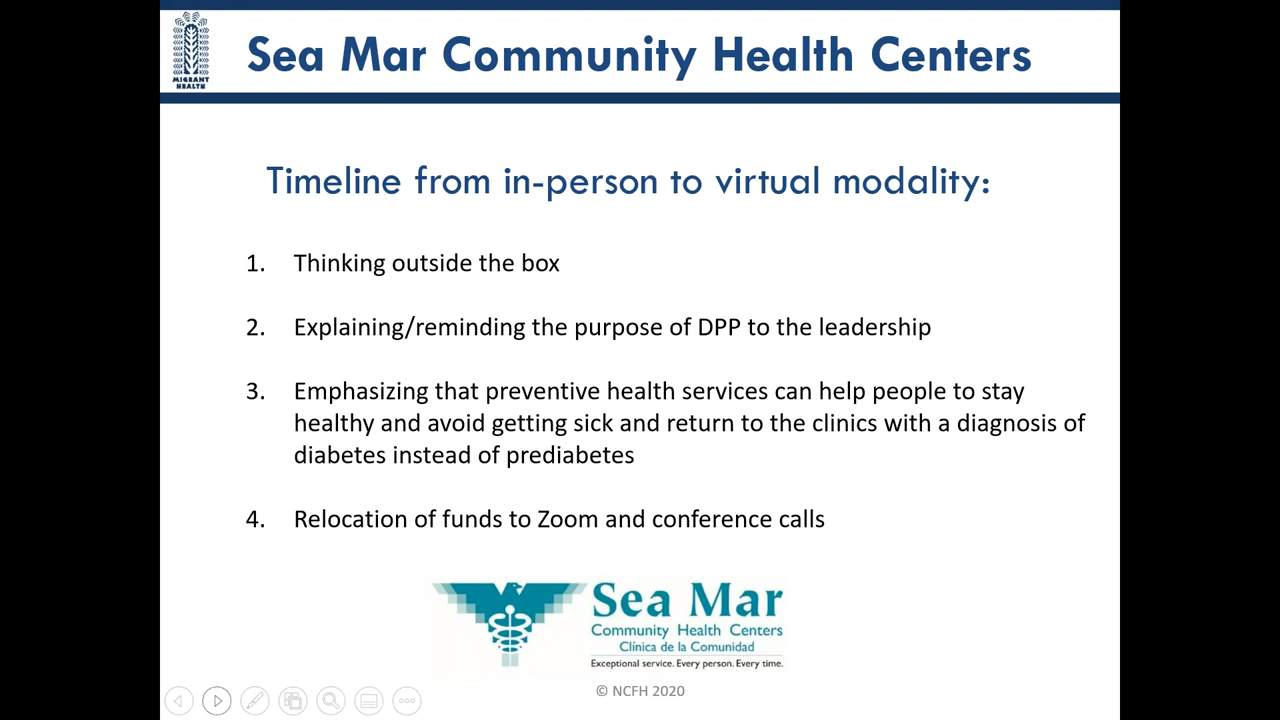 MIGRANT
HEALTH
Sea Mar Community Health Centers
Timeline from in-person to virtual modality:
1. Thinking outside the box
2. Explaining/reminding the purpose of DPP to the leadership
3. Emphasizing that preventive health services can help people to stay
healthy and avoid getting sick and return to the clinics with a diagnosis of
diabetes instead of prediabetes
4. Relocation of funds to Zoom and conference calls
Sea Mar
Community Health Centers
Clínica de la Comunidad
Exceptional service. Every person. Every time.
© NCFH 2020